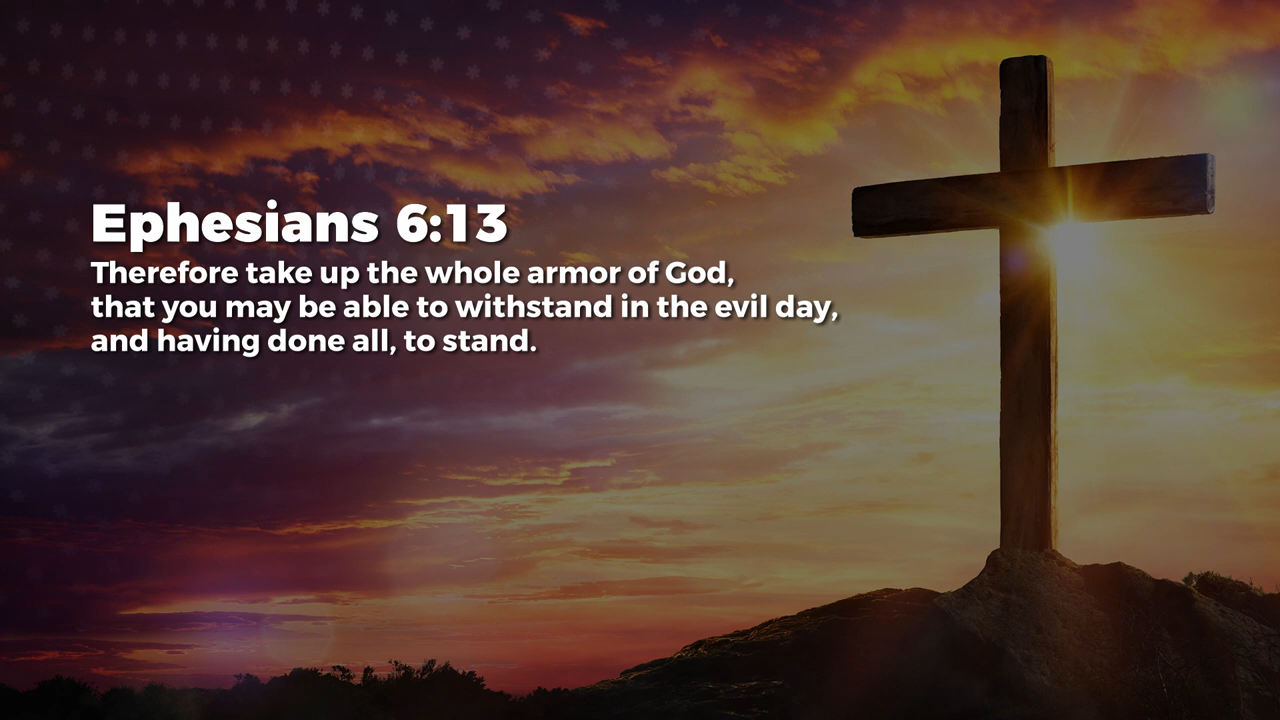 Ephesians 6:13
Therefore take up the whole armor of God,
that you may be able to withstand in the evil day,
and having done all, to stand.